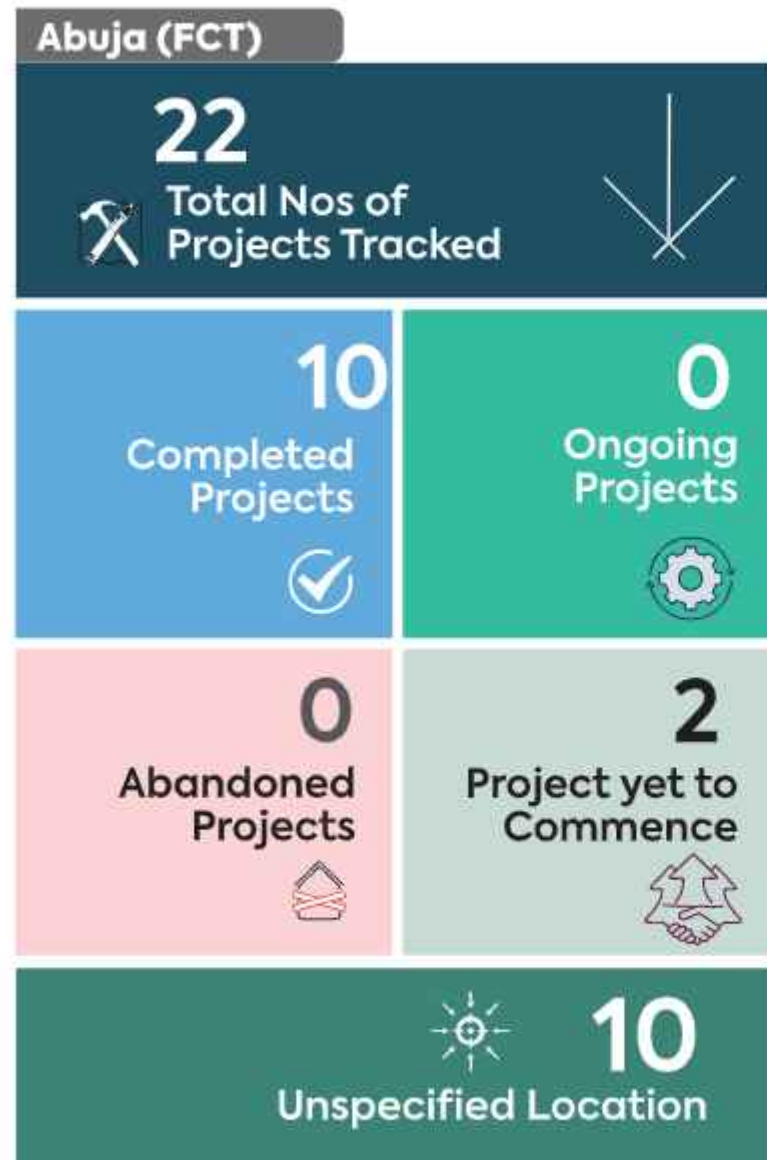 Abuja (FCT)
22
Total Nos of
Projects Tracked
10
Completed
Projects
0
Ongoing
Projects
0
Abandoned
Projects
2
Project yet to
Commence
10
Unspecified Location